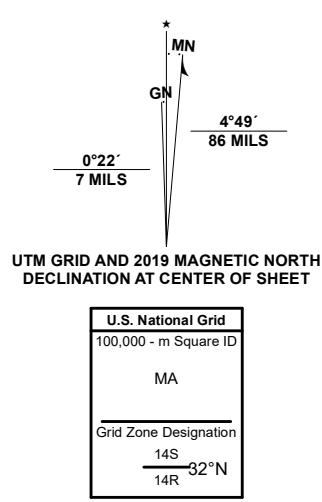 ★
MN
GN
4°49´
86 MILS
0°22´
7 MILS
UTM GRID AND 2019 MAGNETIC NORTH
DECLINATION AT CENTER OF SHEET
U.S. National Grid
100,000 - m Square ID
MA
Grid Zone Designation
14S
32°N
14R